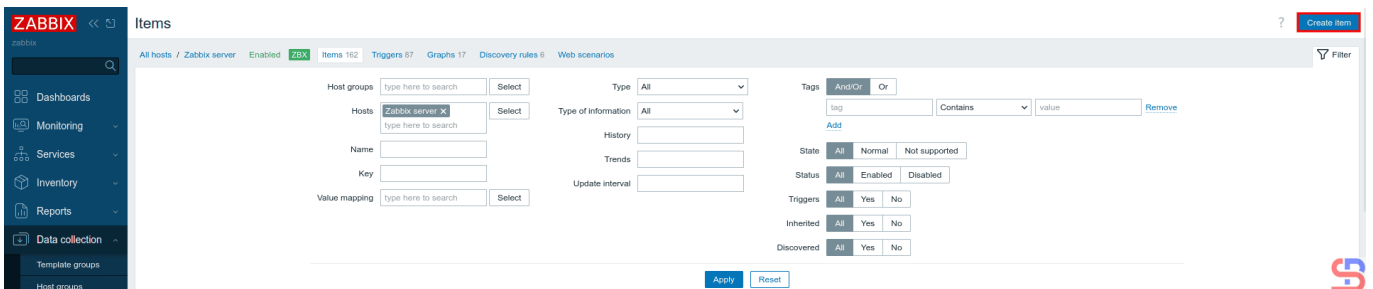 ZABBIX
Items
? Create item
zabbix
All hosts / Zabbix server Enabled ZBX Items 162 Triggers 87 Graphs 17 Discovery rules 6 Web scenarios
Filter
Dashboards
Monitoring
Services
Inventory
Reports
Data collection
Template groups
Host groups
Host groups type here to search Select
Hosts Zabbix server Select
type here to search
Name
Key
Value mapping type here to search Select
Type All
Type of information All
History
Trends
Update interval
Tags And/Or Or
tag Contains value Remove
Add
State All Normal Not supported
Status All Enabled Disabled
Triggers All Yes No
Inherited All Yes No
Discovered All Yes No
Apply Reset